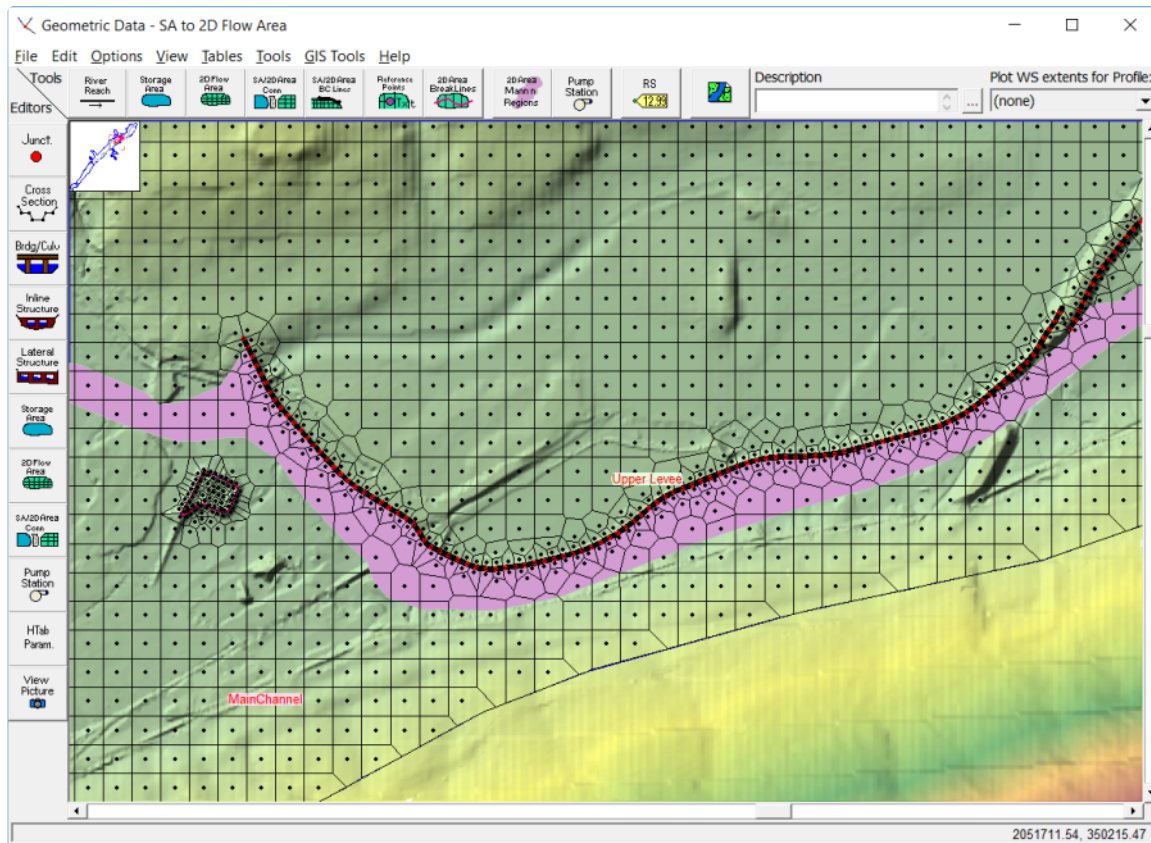 Geometric Data - SA to 2D Flow Area
File Edit Options View Tables Tools GIS Tools Help
Tools
Editors
River
Reach
Storage
Area
2D Flow
Area
SA/2D Area
Conn
SA/2D Area
BC Lines
Reference
Points
2D Area
BreakLines
2D Area
Mann n
Regions
Pump
Station
RS
12.99
Description
...
Plot WS extents for Profile:
(none)
Junct.
Cross
Section
Brdg/Culv
Inline
Structure
Lateral
Structure
Storage
Area
2D Flow
Area
SA/2D Area
Conn
Pump
Station
HTab
Param.
View
Picture
Upper Levee
MainChannel
2051711.54, 350215.47